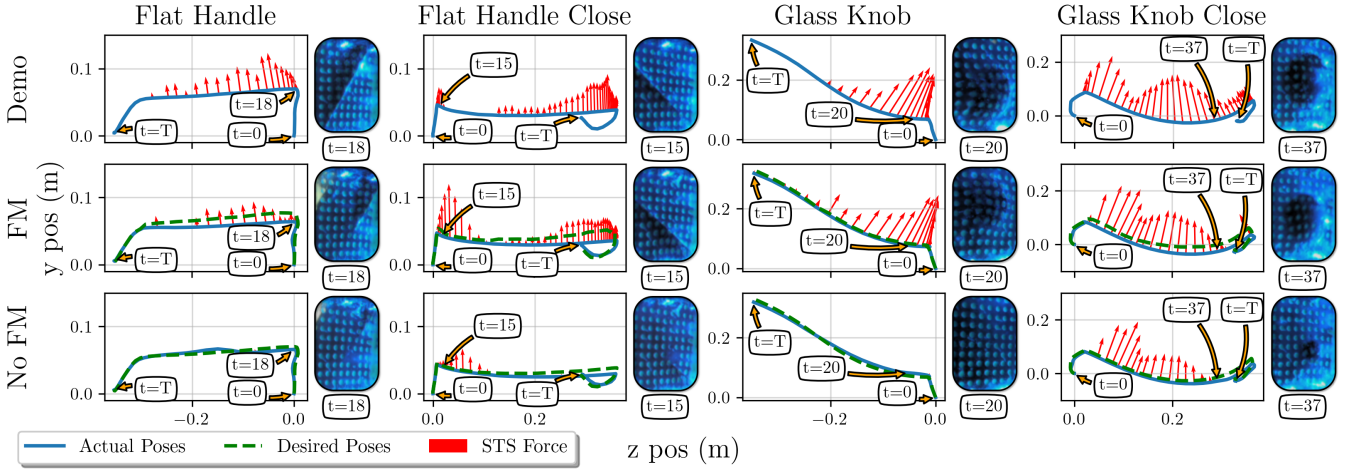 Flat Handle
Flat Handle Close
Glass Knob
Glass Knob Close
Demo
0.1
0.0
t=18
t=T
t=0
t=18
0.1
0.0
t=15
t=0
t=T
t=15
0.2
0.0
t=T
t=20
t=0
t=20
0.2
0.0
t=37
t=T
t=0
t=37
FM
y pos (m)
0.1
0.0
t=18
t=T
t=0
t=18
0.1
0.0
t=15
t=0
t=T
t=15
0.2
0.0
t=T
t=20
t=0
t=20
0.2
0.0
t=37
t=T
t=0
t=37
No FM
0.1
0.0
t=18
t=T
t=0
t=18
−0.2
0.0
0.1
0.0
t=15
t=0
t=T
t=15
0.0
0.2
0.2
0.0
t=T
t=20
t=0
t=20
−0.2
0.0
0.2
0.0
t=37
t=T
t=0
t=37
0.0
0.2
Actual Poses
Desired Poses
STS Force
z pos (m)